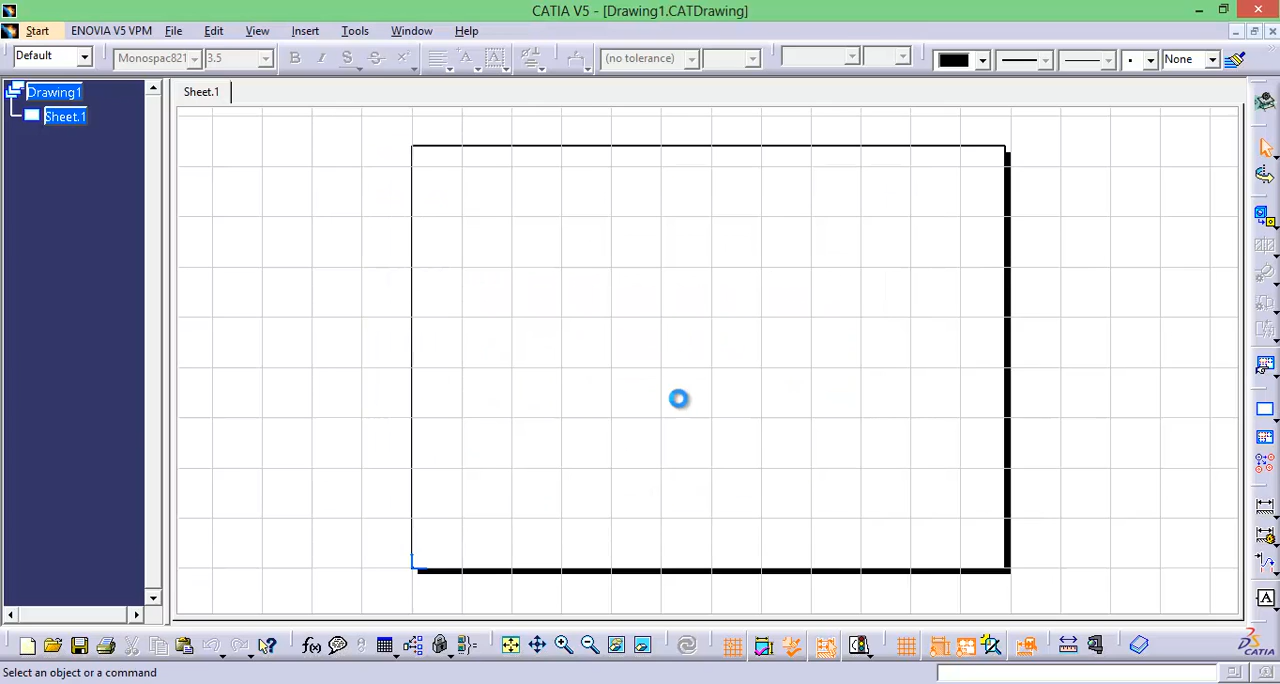 CATIA V5 - [Drawing1.CATDrawing]
Start ENOVIA V5 VPM File Edit View Insert Tools Window Help
Default Monospac821 3.5 B I S S (no tolerance) None
Drawing1
Sheet.1
Sheet.1
A
f(x)
CATIA
Select an object or a command